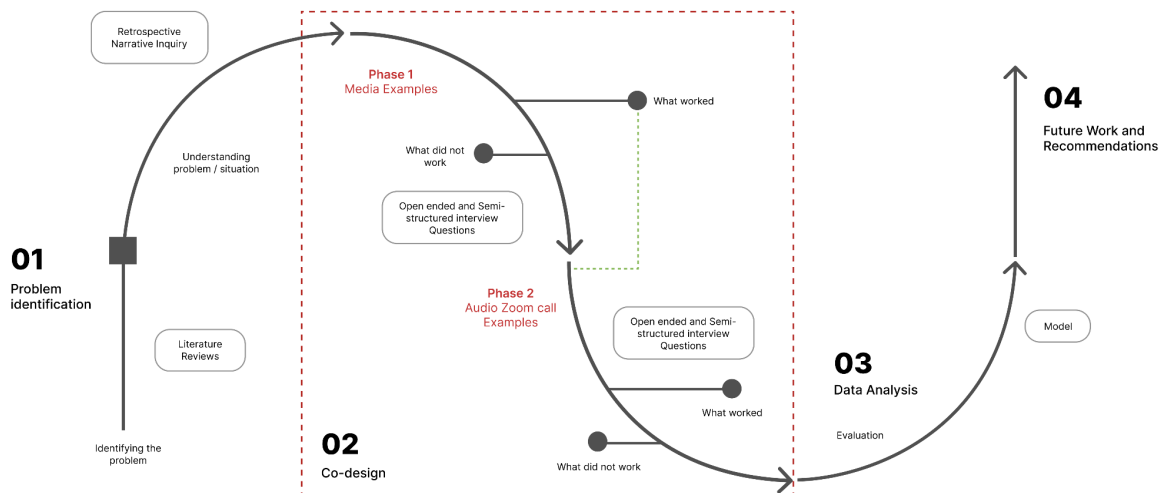 Retrospective
Narrative Inquiry
Understanding
problem / situation
01
Problem
identification
Literature
Reviews
Identifying the
problem
Phase 1
Media Examples
What worked
What did not
work
Open ended and Semi-
structured interview
Questions
Phase 2
Audio Zoom call
Examples
Open ended and Semi-
structured interview
Questions
What worked
What did not work
02
Co-design
03
Data Analysis
Evaluation
Model
04
Future Work and
Recommendations